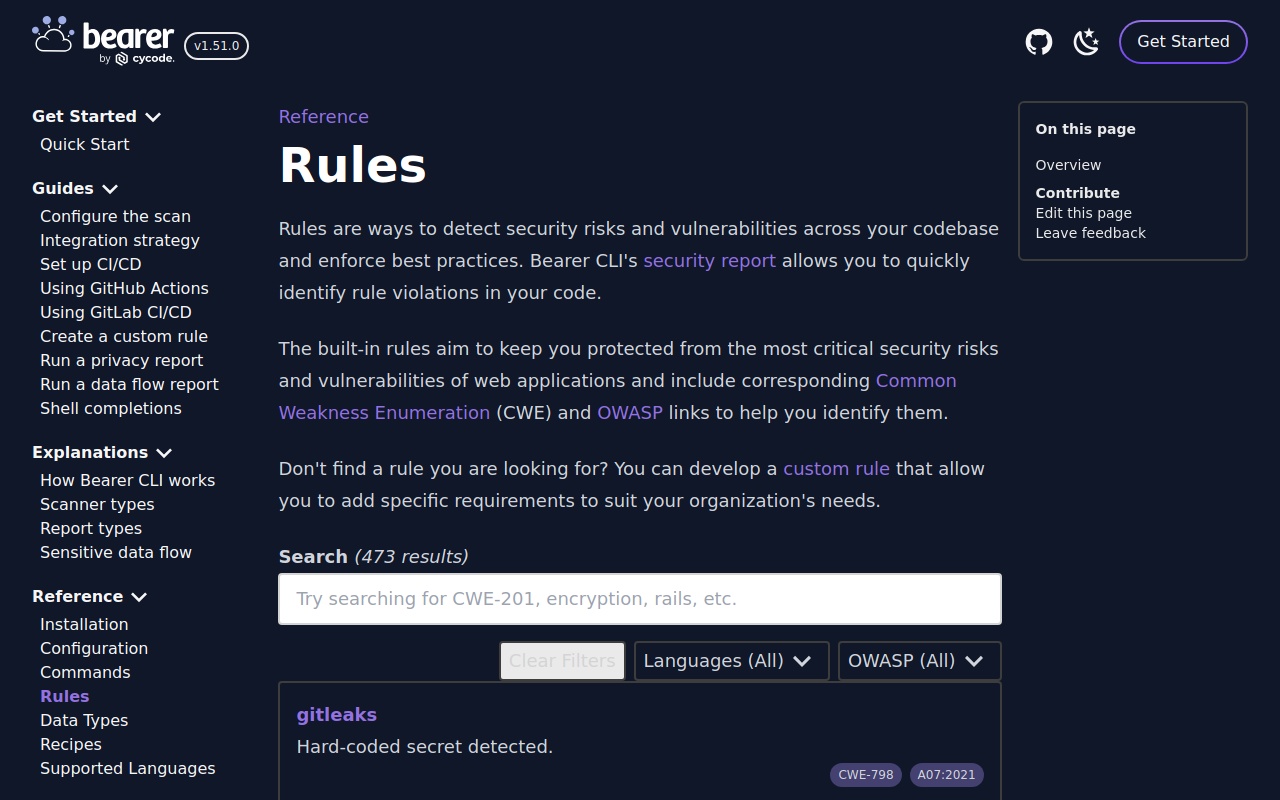 bearer
by cycode.
v1.51.0
Get Started
Get Started
Quick Start
Guides
Configure the scan
Integration strategy
Set up CI/CD
Using GitHub Actions
Using GitLab CI/CD
Create a custom rule
Run a privacy report
Run a data flow report
Shell completions
Explanations
How Bearer CLI works
Scanner types
Report types
Sensitive data flow
Reference
Installation
Configuration
Commands
Rules
Data Types
Recipes
Supported Languages
Reference
Rules
Rules are ways to detect security risks and vulnerabilities across your codebase
and enforce best practices. Bearer CLI's security report allows you to quickly
identify rule violations in your code.
The built-in rules aim to keep you protected from the most critical security risks
and vulnerabilities of web applications and include corresponding Common
Weakness Enumeration (CWE) and OWASP links to help you identify them.
Don't find a rule you are looking for? You can develop a custom rule that allow
you to add specific requirements to suit your organization's needs.
Search (473 results)
Try searching for CWE-201, encryption, rails, etc.
Clear Filters
Languages (All)
OWASP (All)
gitleaks
Hard-coded secret detected.
CWE-798
A07:2021
On this page
Overview
Contribute
Edit this page
Leave feedback